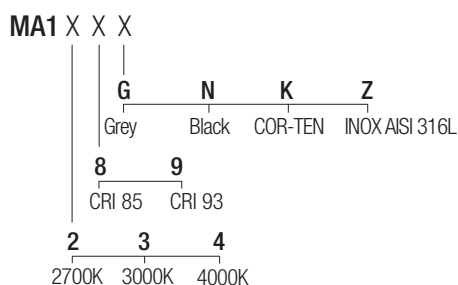 MA1 X X X
G N K Z
Grey Black COR-TEN INOX AISI 316L
8 9
CRI 85 CRI 93
2 3 4
2700K 3000K 4000K